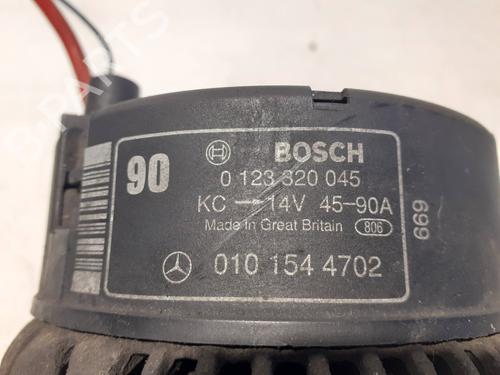 90
BOSCH
0 123 320 045
KC → 14V 45-90A
Made in Great Britain 806
669
010 154 4702